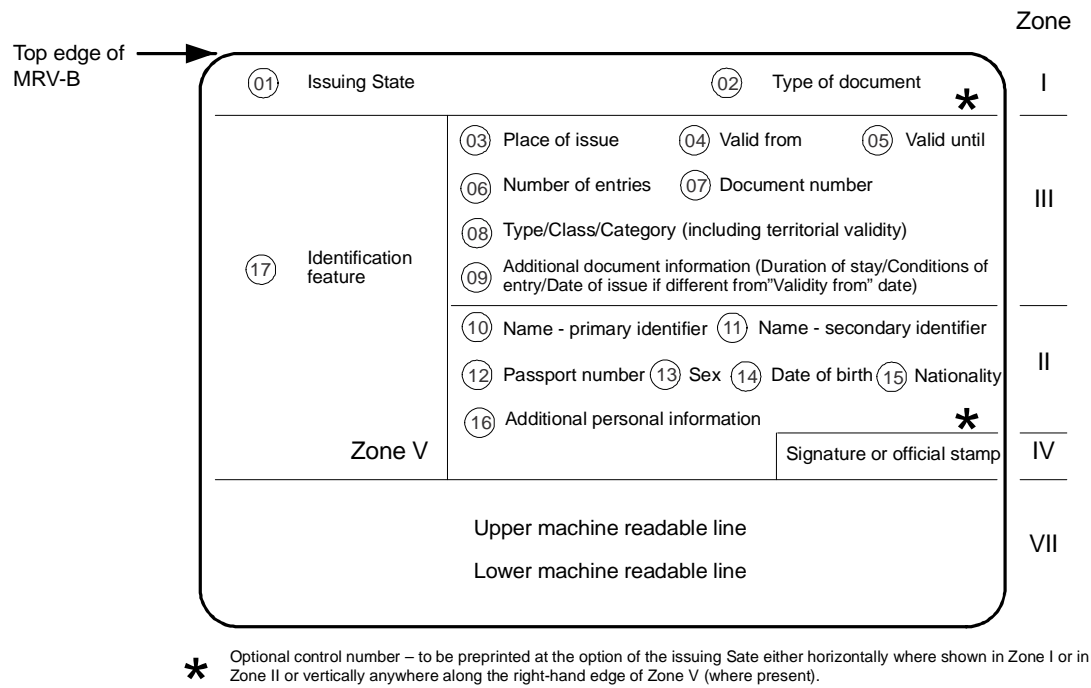 Zone
Top edge of
MRV-B
01 Issuing State 02 Type of document
*
I
03 Place of issue 04 Valid from 05 Valid until
06 Number of entries 07 Document number
III
08 Type/Class/Category (including territorial validity)
17 Identification
feature
09 Additional document information (Duration of stay/Conditions of
entry/Date of issue if different from"Validity from" date)
10 Name - primary identifier 11 Name - secondary identifier
II
12 Passport number 13 Sex 14 Date of birth 15 Nationality
16 Additional personal information
*
Zone V
Signature or official stamp
IV
Upper machine readable line
VII
Lower machine readable line
* Optional control number – to be preprinted at the option of the issuing Sate either horizontally where shown in Zone I or in
Zone II or vertically anywhere along the right-hand edge of Zone V (where present).